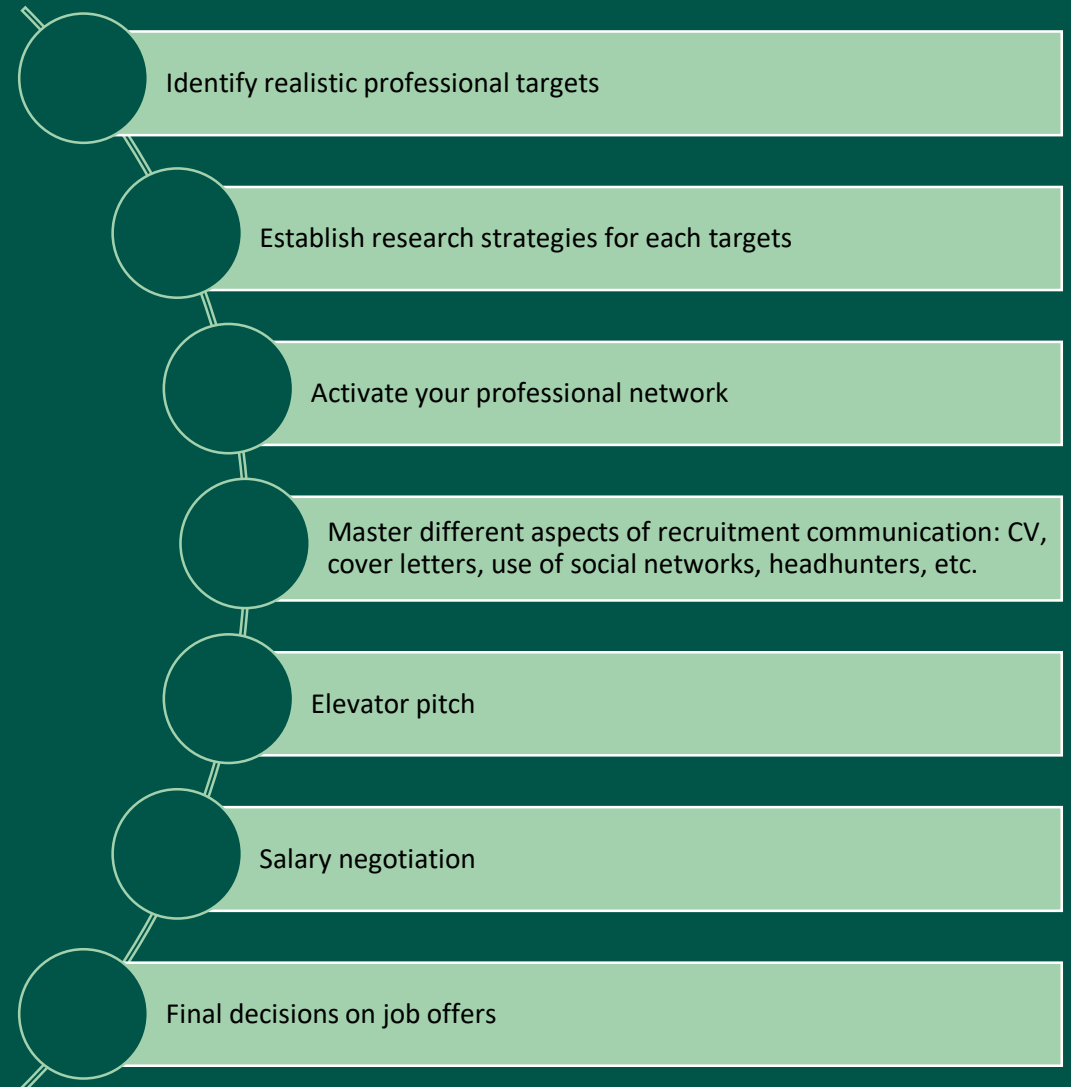 Identify realistic professional targets
Establish research strategies for each targets
Activate your professional network
Master different aspects of recruitment communication: CV,
cover letters, use of social networks, headhunters, etc.
Elevator pitch
Salary negotiation
Final decisions on job offers